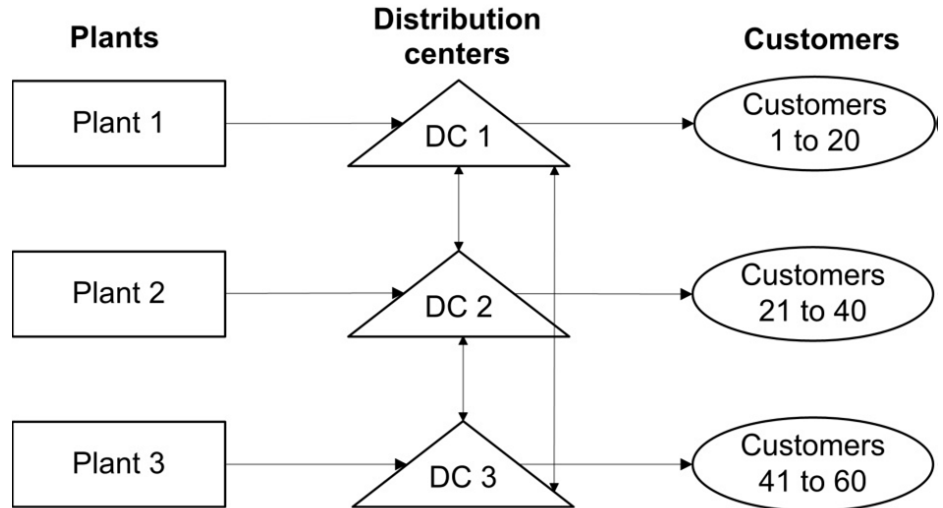 Plants
Distribution
centers
Customers
Plant 1
DC 1
Customers
1 to 20
Plant 2
DC 2
Customers
21 to 40
Plant 3
DC 3
Customers
41 to 60